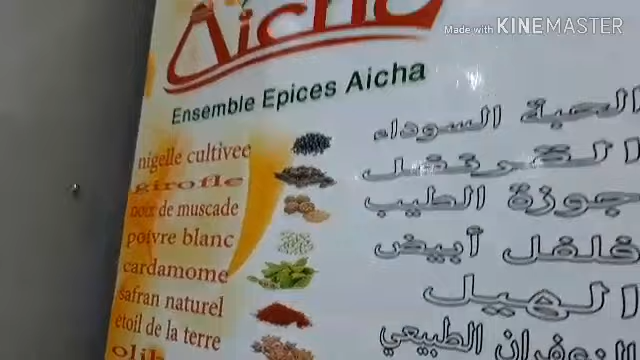 Made with KINEMASTER
Aicha
Ensemble Epices Aicha
nigelle cultivee الحبة السوداء
girofle القرنفل
noix de muscade جوزة الطيب
poivre blanc فلفل أبيض
cardamome الهيل
safran naturel الزعفران الطبيعي
etoil de la terre